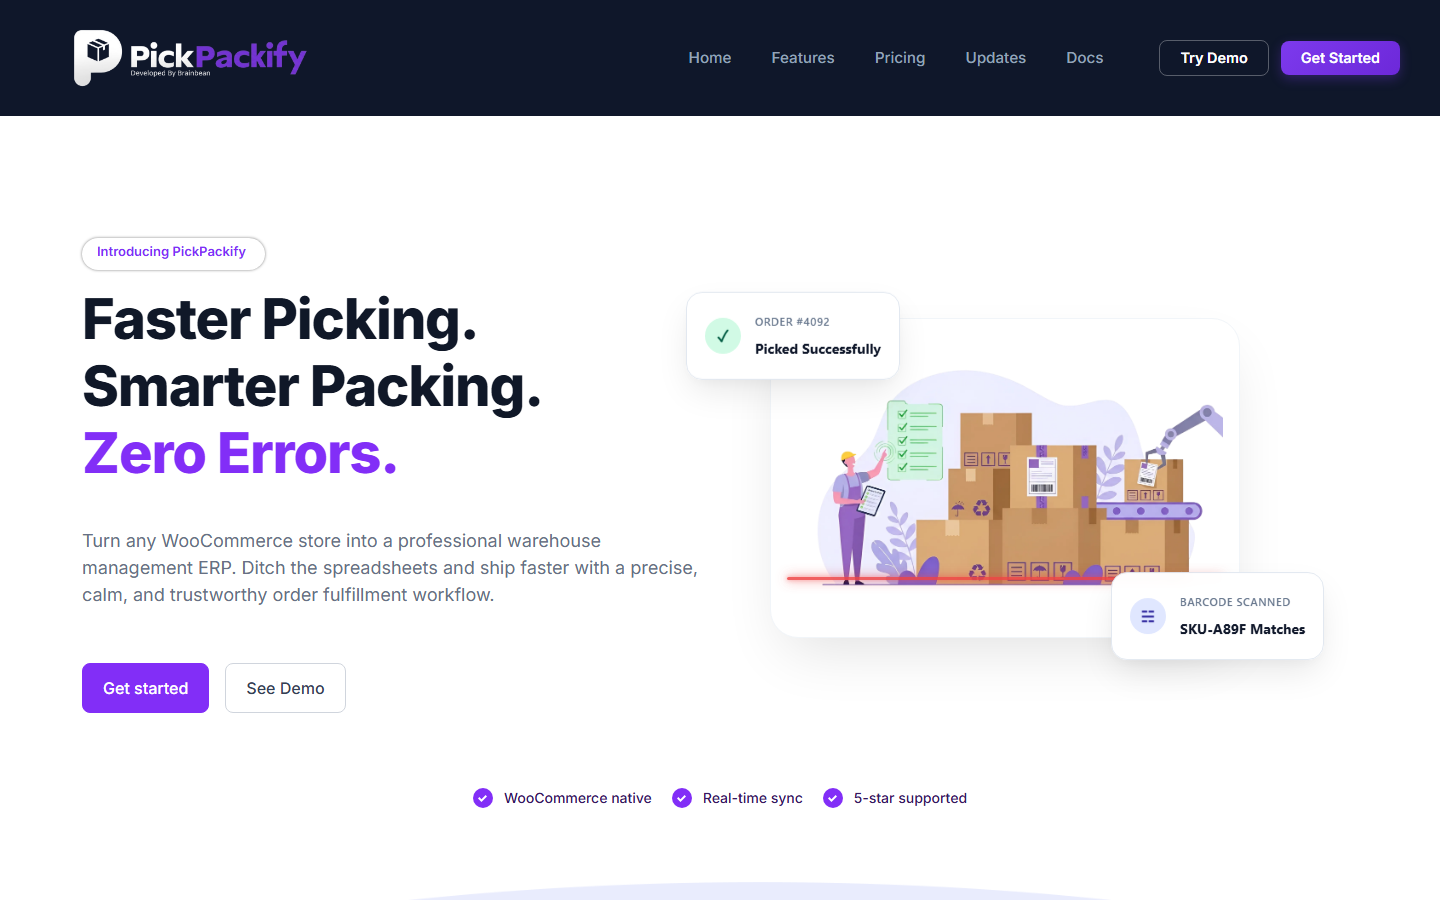 PickPackify
Developed By Brainbean
Home
Features
Pricing
Updates
Docs
Try Demo
Get Started
Introducing PickPackify
Faster Picking.
Smarter Packing.
Zero Errors.
Turn any WooCommerce store into a professional warehouse
management ERP. Ditch the spreadsheets and ship faster with a precise,
calm, and trustworthy order fulfillment workflow.
Get started
See Demo
ORDER #4092
✓
Picked Successfully
BARCODE SCANNED
SKU-A89F Matches
WooCommerce native
Real-time sync
5-star supported